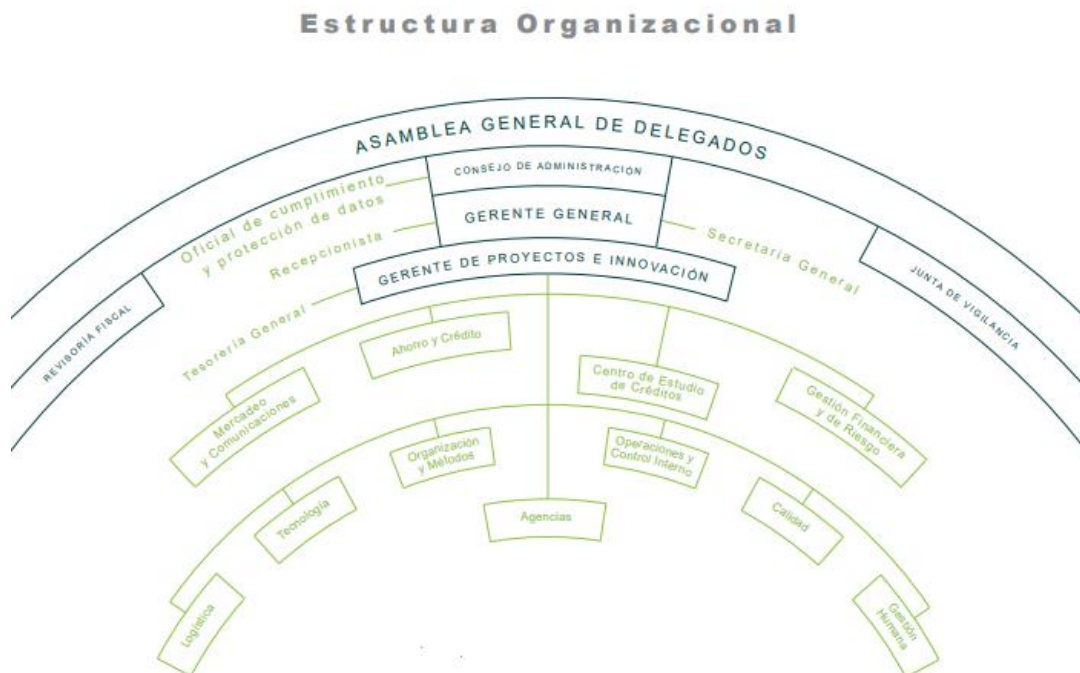 Estructura Organizacional
ASAMBLEA GENERAL DE DELEGADOS
CONSEJO DE ADMINISTRACIÓN
Oficial de cumplimiento
y protección de datos
GERENTE GENERAL
Recepcionista
Secretaria General
GERENTE DE PROYECTOS E INNOVACIÓN
REVISORÍA FISCAL
JUNTA DE VIGILANCIA
Tesorería General
Ahorro y Crédito
Mercadeo
y Comunicaciones
Centro de Estudio
de Créditos
Gestión Financiera
y de Riesgo
Organización
y Métodos
Operaciones y
Control Interno
Tecnología
Agencias
Calidad
Logística
Gestión
Humana